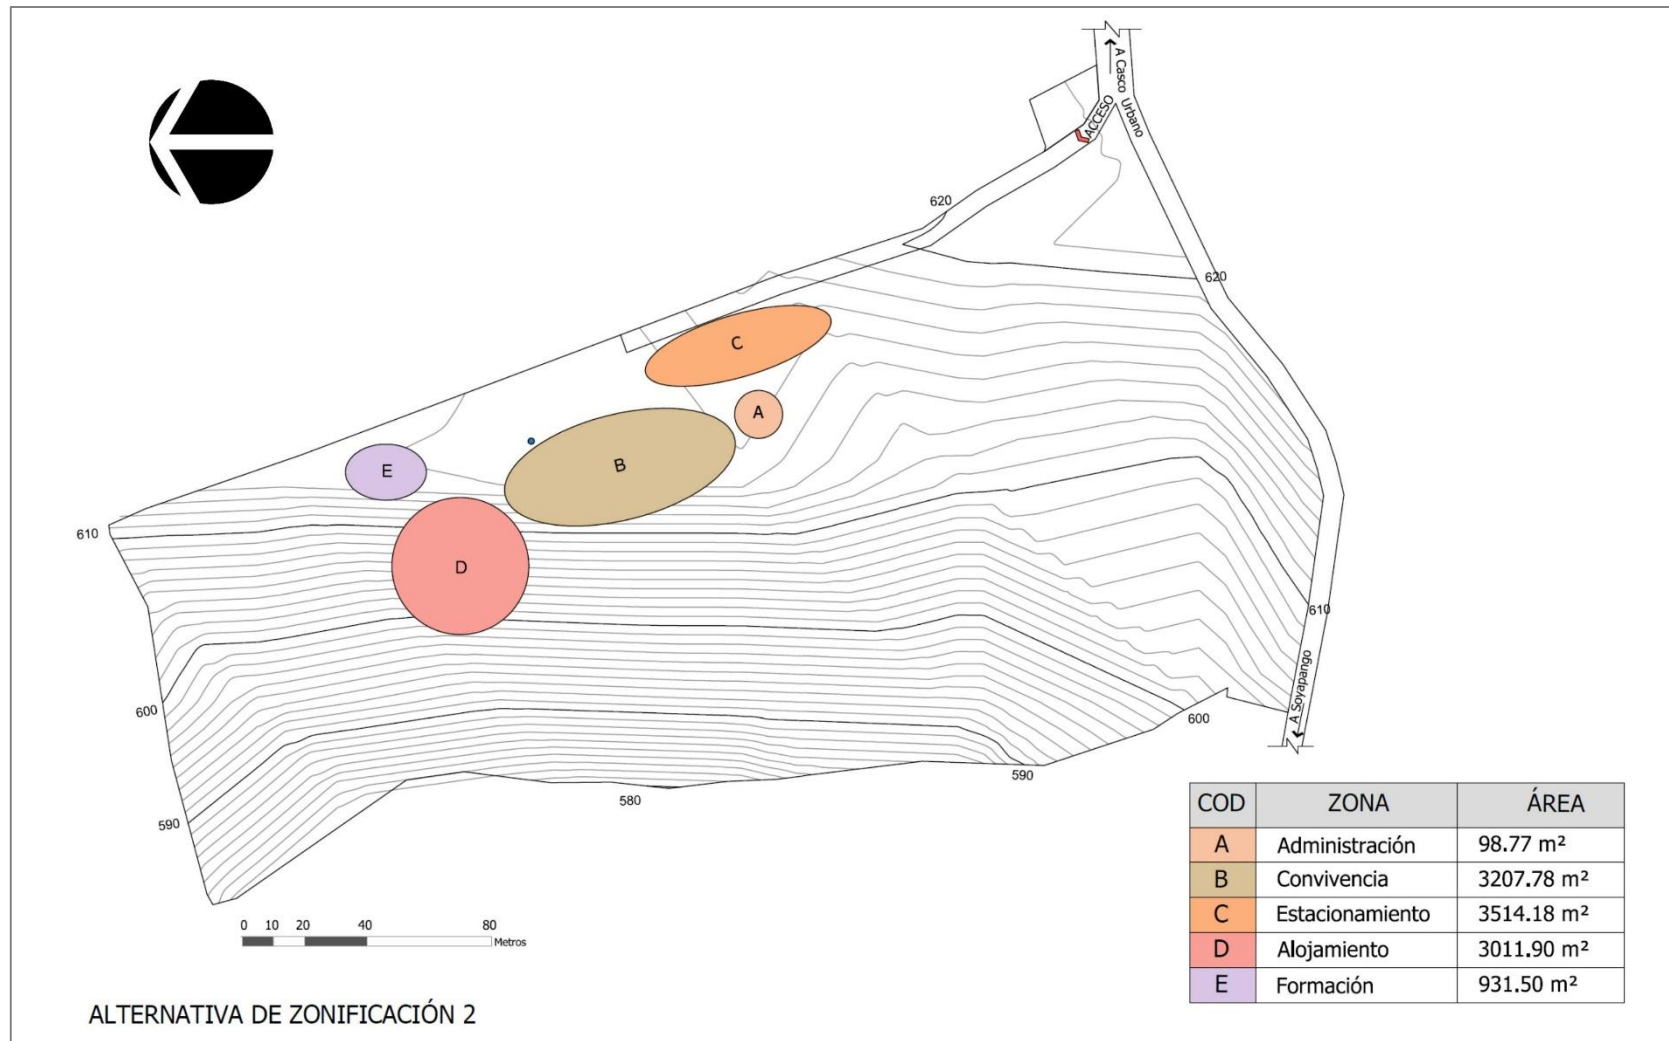 A Casco Urbano
ACCESO
620
620
C
A
B
E
D
610
610
A Soyapango
600
600
590
590
580
0 10 20 40 80
Metros
COD ZONA ÁREA
A Administración 98.77 m²
B Convivencia 3207.78 m²
C Estacionamiento 3514.18 m²
D Alojamiento 3011.90 m²
E Formación 931.50 m²
ALTERNATIVA DE ZONIFICACIÓN 2